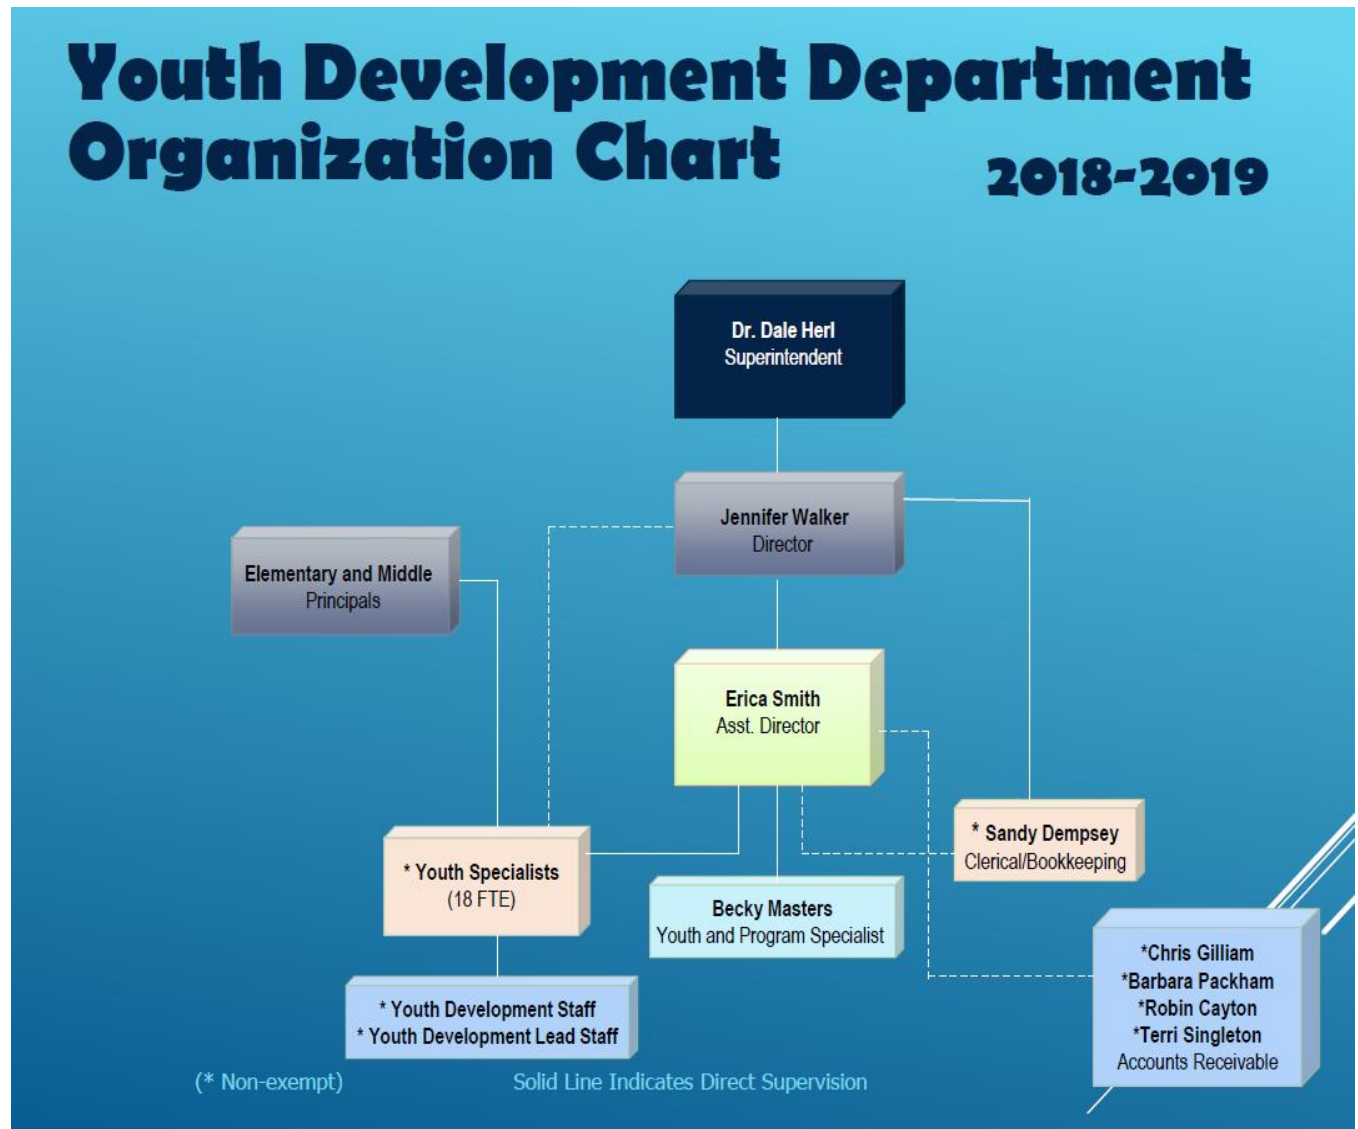 Youth Development Department
Organization Chart
2018-2019
Dr. Dale Herl
Superintendent
Jennifer Walker
Director
Elementary and Middle
Principals
Erica Smith
Asst. Director
* Sandy Dempsey
Clerical/Bookkeeping
* Youth Specialists
(18 FTE)
Becky Masters
Youth and Program Specialist
*Chris Gilliam
*Barbara Packham
*Robin Cayton
*Terri Singleton
Accounts Receivable
* Youth Development Staff
* Youth Development Lead Staff
(* Non-exempt)
Solid Line Indicates Direct Supervision